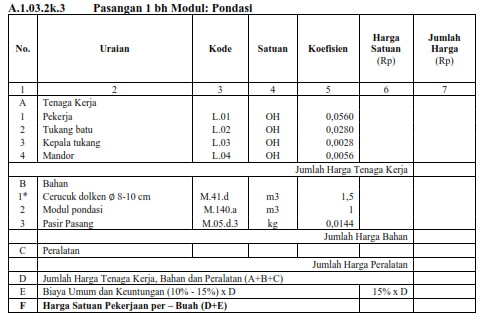 A.1.03.2k.3 Pasangan 1 bh Modul: Pondasi
No. Uraian Kode Satuan Koefisien Harga Satuan (Rp) Jumlah Harga (Rp)
1 2 3 4 5 6 7
A Tenaga Kerja
1 Pekerja L.01 OH 0,0560
2 Tukang batu L.02 OH 0,0280
3 Kepala tukang L.03 OH 0,0028
4 Mandor L.04 OH 0,0056
Jumlah Harga Tenaga Kerja
B Bahan
1* Cerucuk dolken Ø 8-10 cm M.41.d m3 1,5
2 Modul pondasi M.140.a m3 1
3 Pasir Pasang M.05.d.3 kg 0,0144
Jumlah Harga Bahan
C Peralatan
Jumlah Harga Peralatan
D Jumlah Harga Tenaga Kerja, Bahan dan Peralatan (A+B+C)
E Biaya Umum dan Keuntungan (10% - 15%) x D 15% x D
F Harga Satuan Pekerjaan per – Buah (D+E)